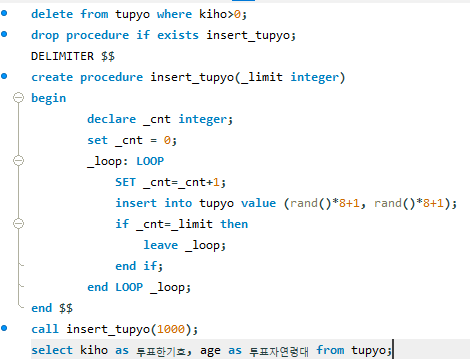 delete from tupyo where kiho>0;
drop procedure if exists insert_tupyo;
DELIMITER $$
create procedure insert_tupyo(_limit integer)
begin
declare _cnt integer;
set _cnt = 0;
_loop: LOOP
SET _cnt=_cnt+1;
insert into tupyo value (rand()*8+1, rand()*8+1);
if _cnt=_limit then
leave _loop;
end if;
end LOOP _loop;
end $$
call insert_tupyo(1000);
select kiho as 투표한기호, age as 투표자연령대 from tupyo;